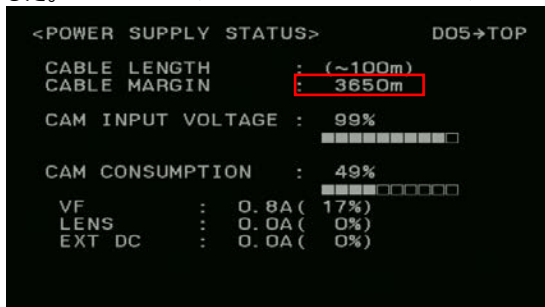 <POWER SUPPLY STATUS> DO5→TOP
CABLE LENGTH : (~100m)
CABLE MARGIN : 3650m
CAM INPUT VOLTAGE : 99%
CAM CONSUMPTION : 49%
VF : 0.8A( 17%)
LENS : 0.0A( 0%)
EXT DC : 0.0A( 0%)